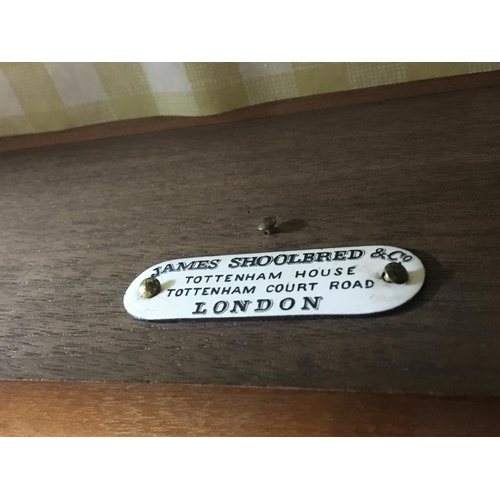 JAMES SHOOLBRED & Co
TOTTENHAM HOUSE
TOTTENHAM COURT ROAD
LONDON